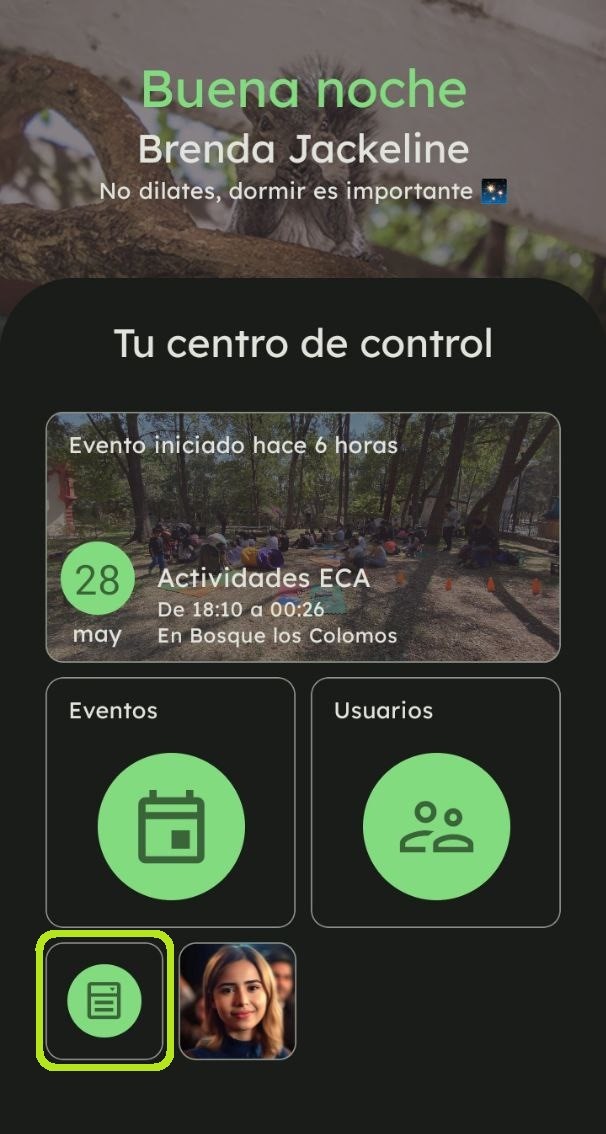 Buena noche
Brenda Jackeline
No dilates, dormir es importante 🌠
Tu centro de control
Evento iniciado hace 6 horas
28
may
Actividades ECA
De 18:10 a 00:26
En Bosque los Colomos
Eventos
Usuarios